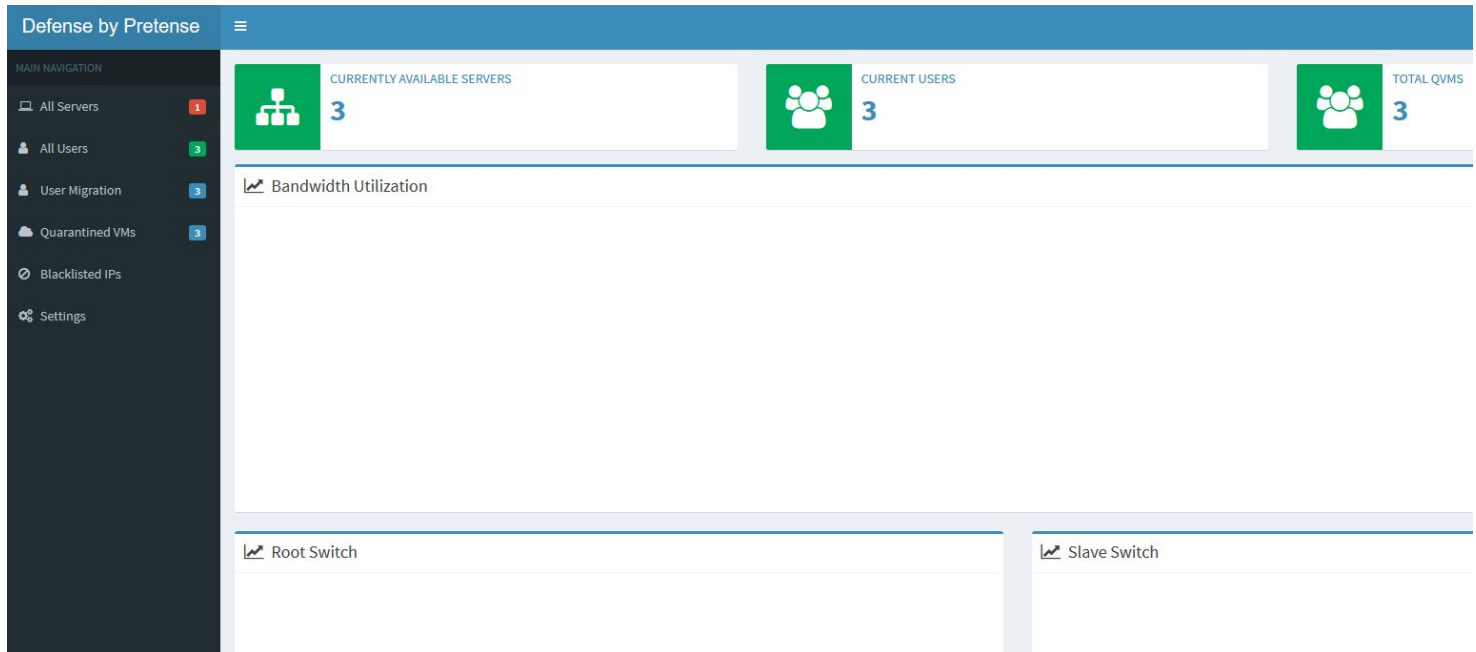 Defense by Pretense
MAIN NAVIGATION
All Servers 1
All Users 3
User Migration 3
Quarantined VMs 3
Blacklisted IPs
Settings
CURRENTLY AVAILABLE SERVERS
3
CURRENT USERS
3
TOTAL QVMS
3
Bandwidth Utilization
Root Switch
Slave Switch